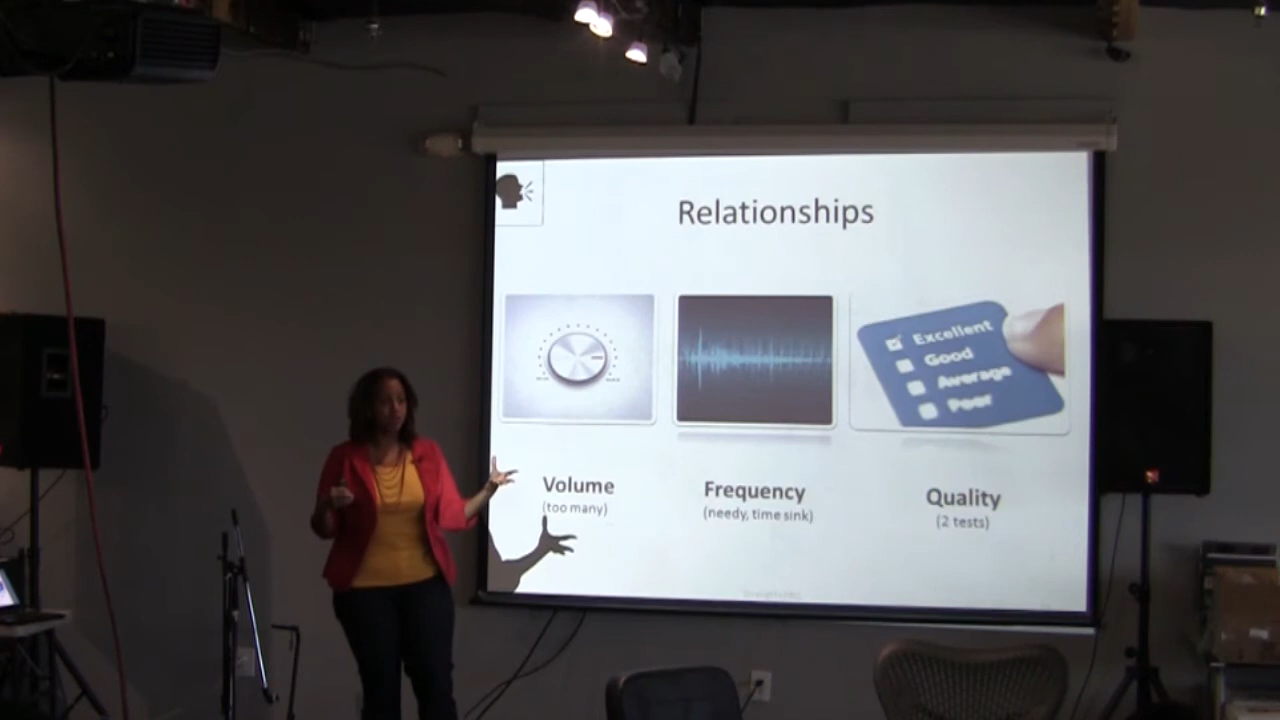 Relationships
Excellent
Good
Average
Poor
Volume
(too many)
Frequency
(needy, time sink)
Quality
(2 tests)